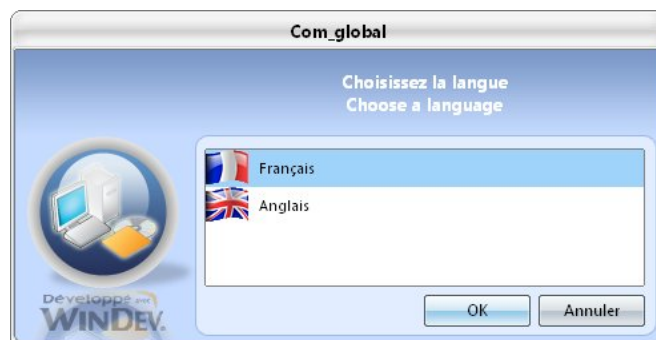 Com_global
Choisissez la langue
Choose a language
Français
Anglais
Développé avec
WINDEV.
OK
Annuler